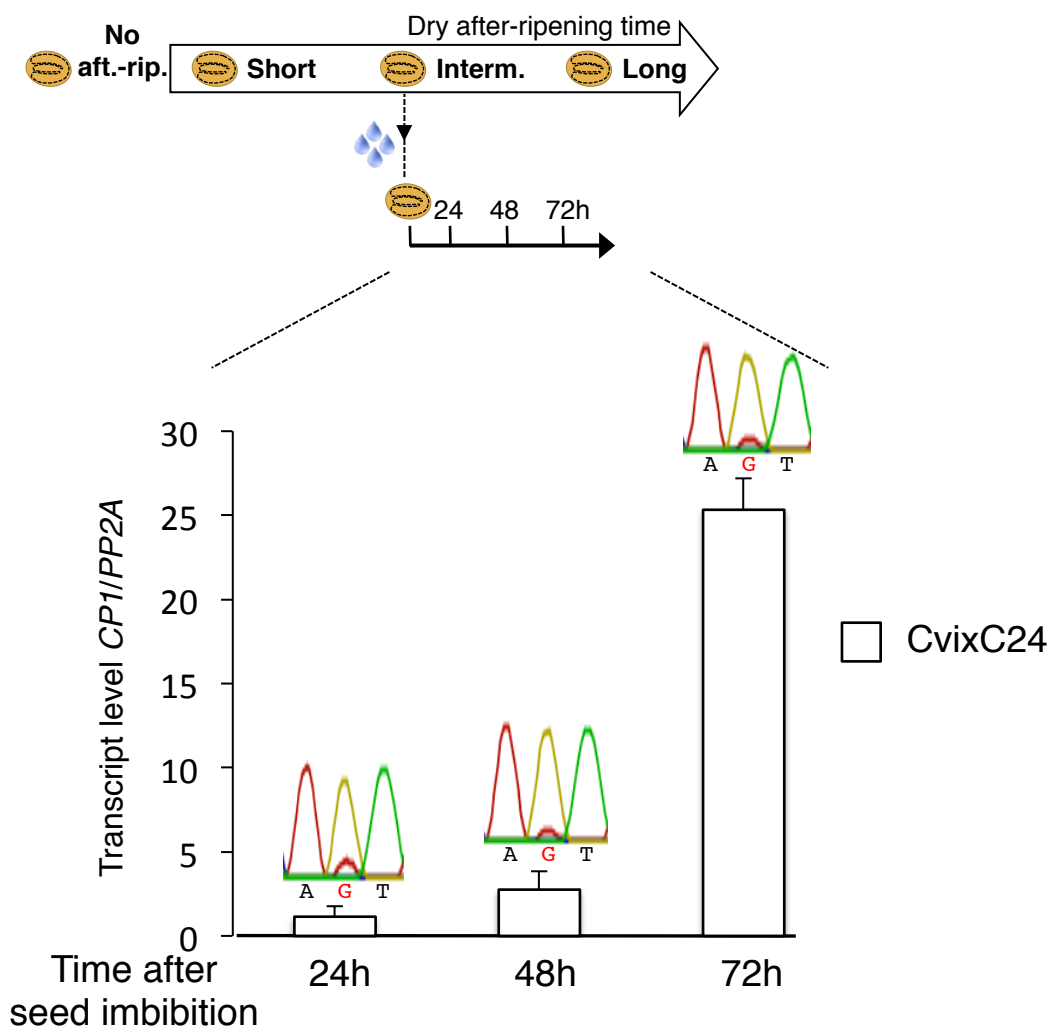 Dry after-ripening time
No
aft.-rip.
Short
Interm.
Long
24
48
72h
30
25
20
15
10
5
0
Transcript level CP1/PP2A
A G T
A G T
A G T
CvixC24
Time after
seed imbibition
24h
48h
72h